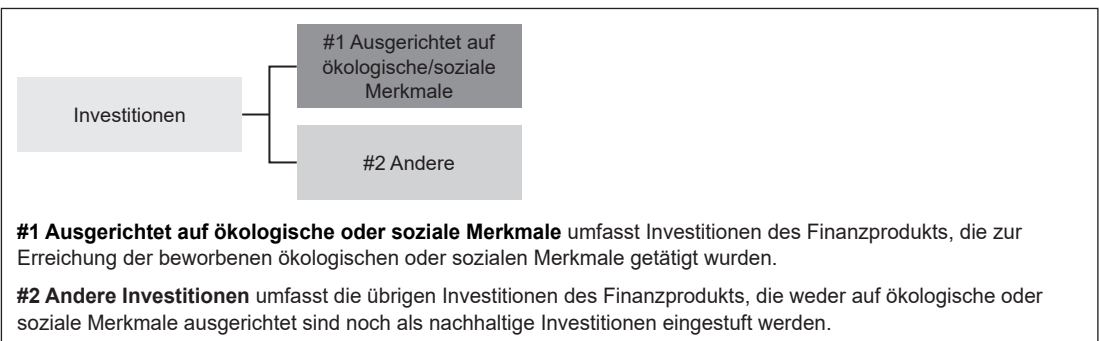 #1 Ausgerichtet auf
ökologische/soziale
Merkmale
Investitionen
#2 Andere
#1 Ausgerichtet auf ökologische oder soziale Merkmale umfasst Investitionen des Finanzprodukts, die zur
Erreichung der beworbenen ökologischen oder sozialen Merkmale getätigt wurden.
#2 Andere Investitionen umfasst die übrigen Investitionen des Finanzprodukts, die weder auf ökologische oder
soziale Merkmale ausgerichtet sind noch als nachhaltige Investitionen eingestuft werden.